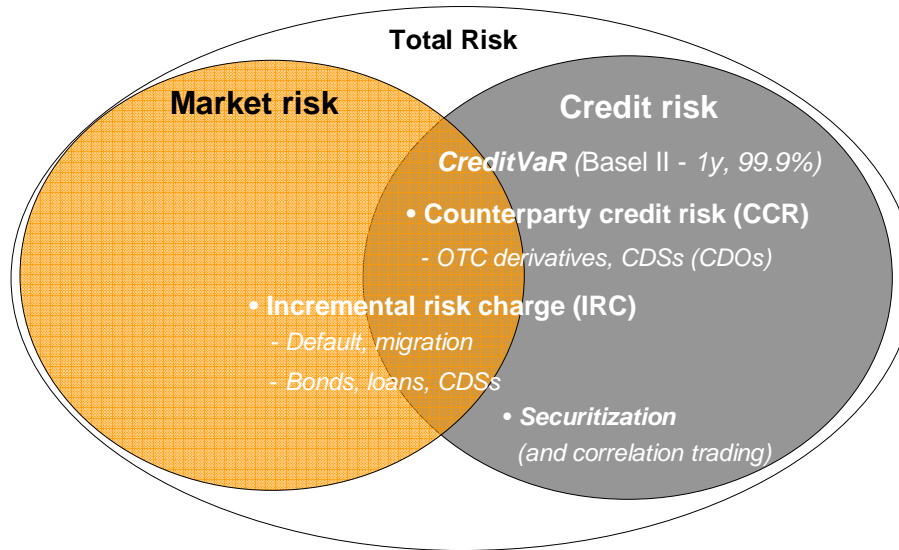 Total Risk
Market risk
Credit risk
CreditVaR (Basel II - 1y, 99.9%)
• Counterparty credit risk (CCR)
- OTC derivatives, CDSs (CDOs)
• Incremental risk charge (IRC)
- Default, migration
- Bonds, loans, CDSs
• Securitization
(and correlation trading)